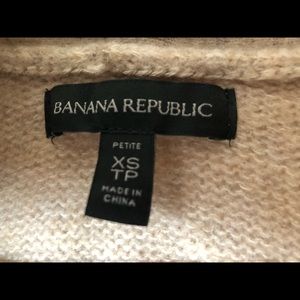 BANANA REPUBLIC
PETITE
XS
TP
MADE IN
CHINA